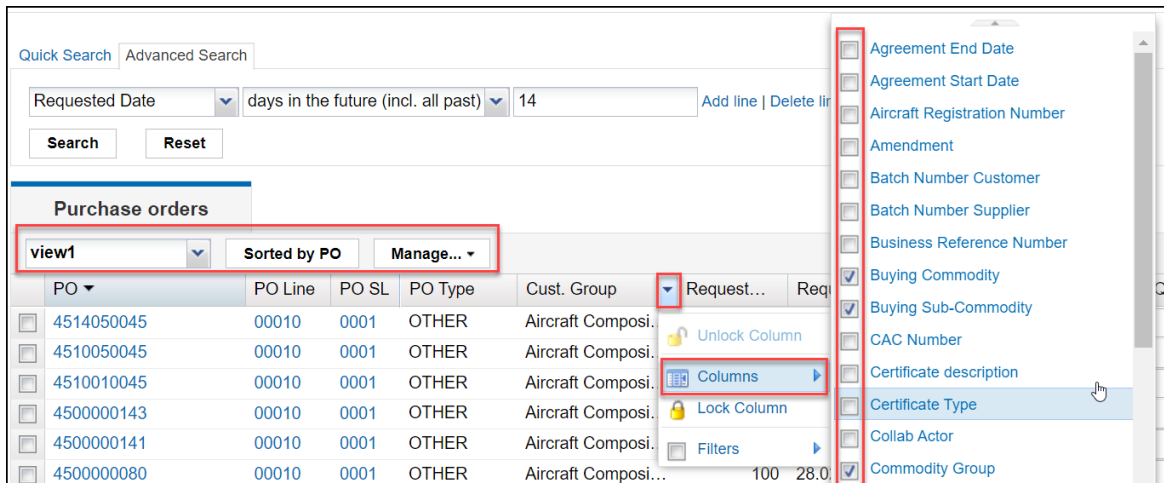 Quick Search Advanced Search
Requested Date days in the future (incl. all past) 14 Add line | Delete lin
Search Reset
Purchase orders
view1 Sorted by PO Manage...
PO PO Line PO SL PO Type Cust. Group Request... Requ
4514050045 00010 0001 OTHER Aircraft Composi...
4510050045 00010 0001 OTHER Aircraft Composi...
4510010045 00010 0001 OTHER Aircraft Composi...
4500000143 00010 0001 OTHER Aircraft Composi...
4500000141 00010 0001 OTHER Aircraft Composi...
4500000080 00010 0001 OTHER Aircraft Composi... 100 28.0
Unlock Column
Columns
Lock Column
Filters
Agreement End Date
Agreement Start Date
Aircraft Registration Number
Amendment
Batch Number Customer
Batch Number Supplier
Business Reference Number
Buying Commodity
Buying Sub-Commodity
CAC Number
Certificate description
Certificate Type
Collab Actor
Commodity Group